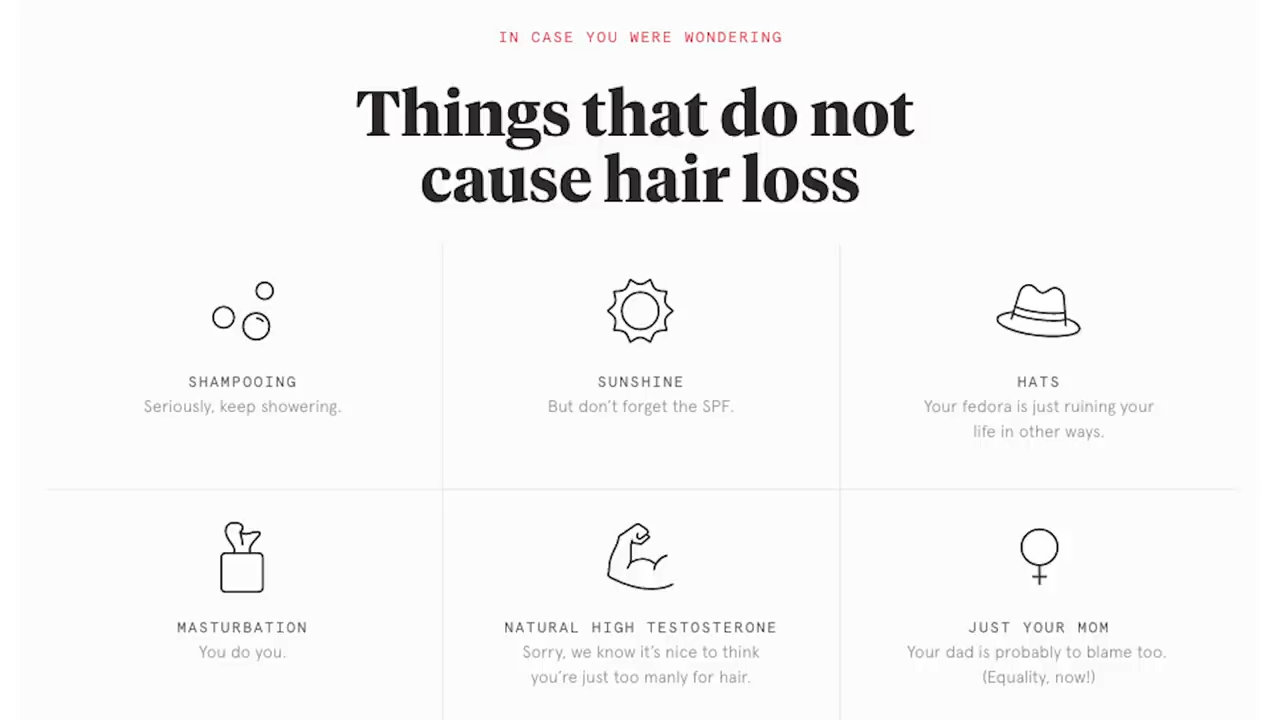 IN CASE YOU WERE WONDERING
Things that do not
cause hair loss
SHAMPOOING
Seriously, keep showering.
SUNSHINE
But don’t forget the SPF.
HATS
Your fedora is just ruining your
life in other ways.
MASTURBATION
You do you.
NATURAL HIGH TESTOSTERONE
Sorry, we know it’s nice to think
you’re just too manly for hair.
JUST YOUR MOM
Your dad is probably to blame too.
(Equality, now!)